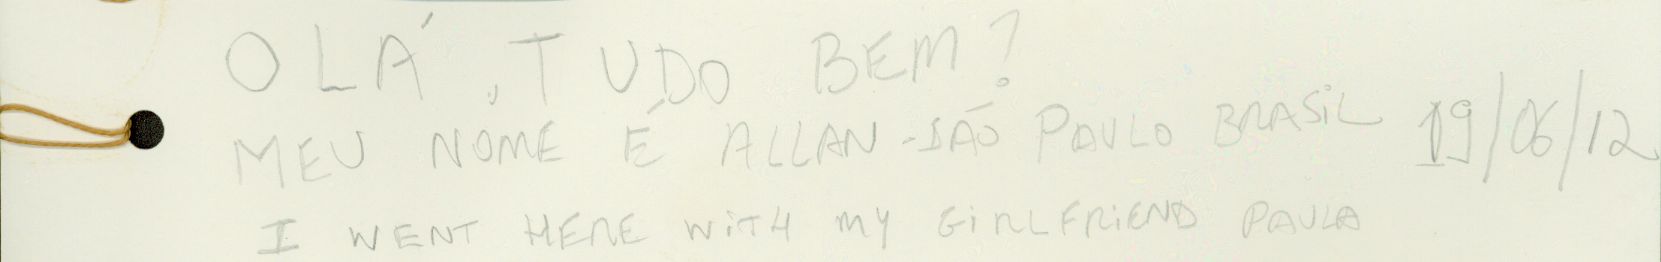 OLÁ, TUDO BEM?
MEU NOME É ALLAN - SÃO PAULO BRASIL 19/06/12
I WENT HERE WITH MY GIRLFRIEND PAULA